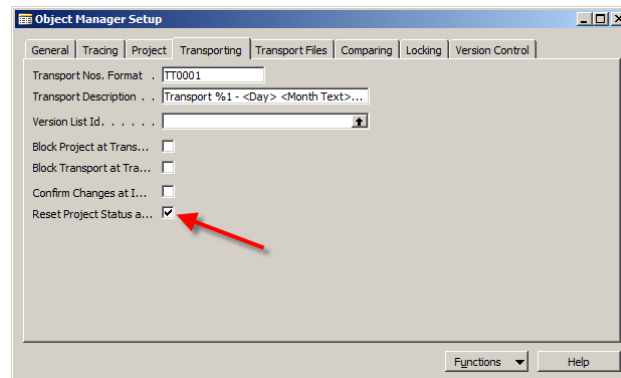 Object Manager Setup
General Tracing Project Transporting Transport Files Comparing Locking Version Control
Transport Nos. Format . TT0001
Transport Description . . Transport %1 - <Day> <Month Text>...
Version List Id. . . . . .
Block Project at Trans...
Block Transport at Tra...
Confirm Changes at I...
Reset Project Status a...
Functions Help